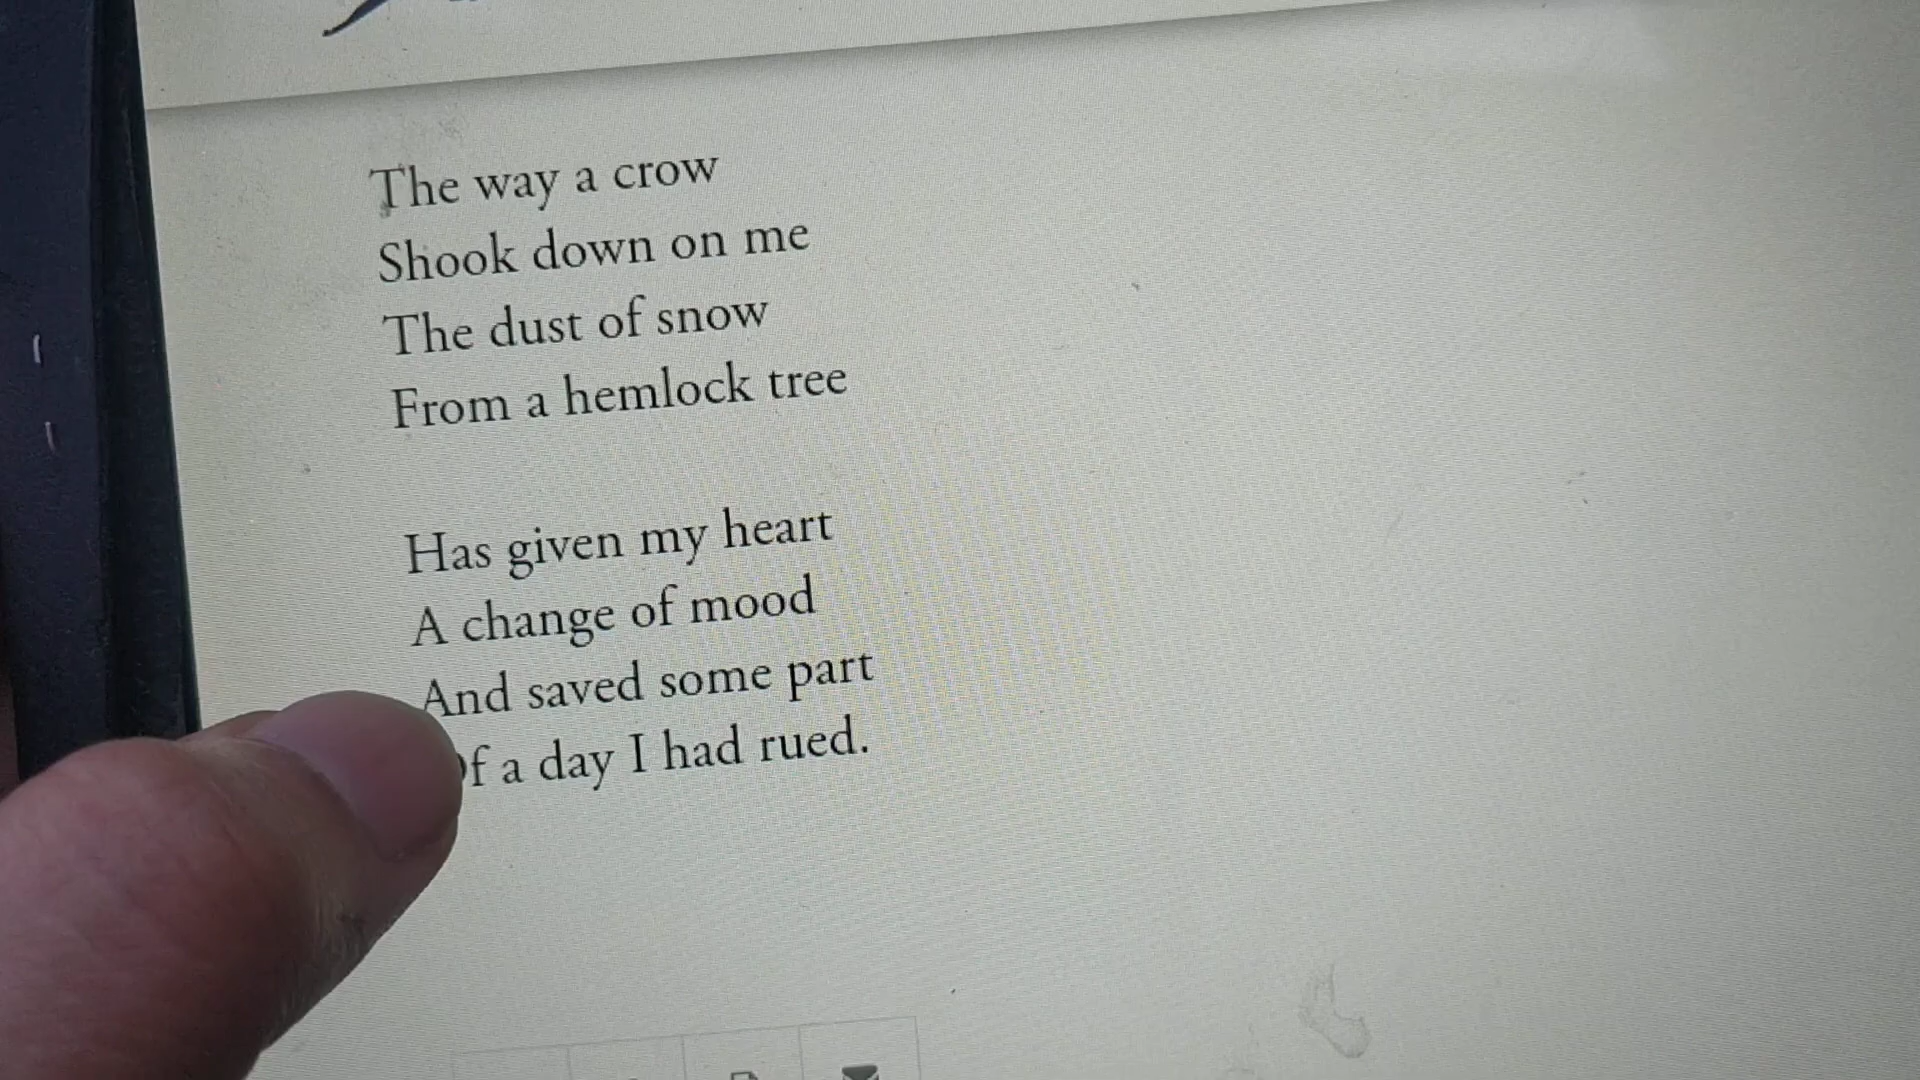 The way a crow
Shook down on me
The dust of snow
From a hemlock tree
Has given my heart
A change of mood
And saved some part
Of a day I had rued.